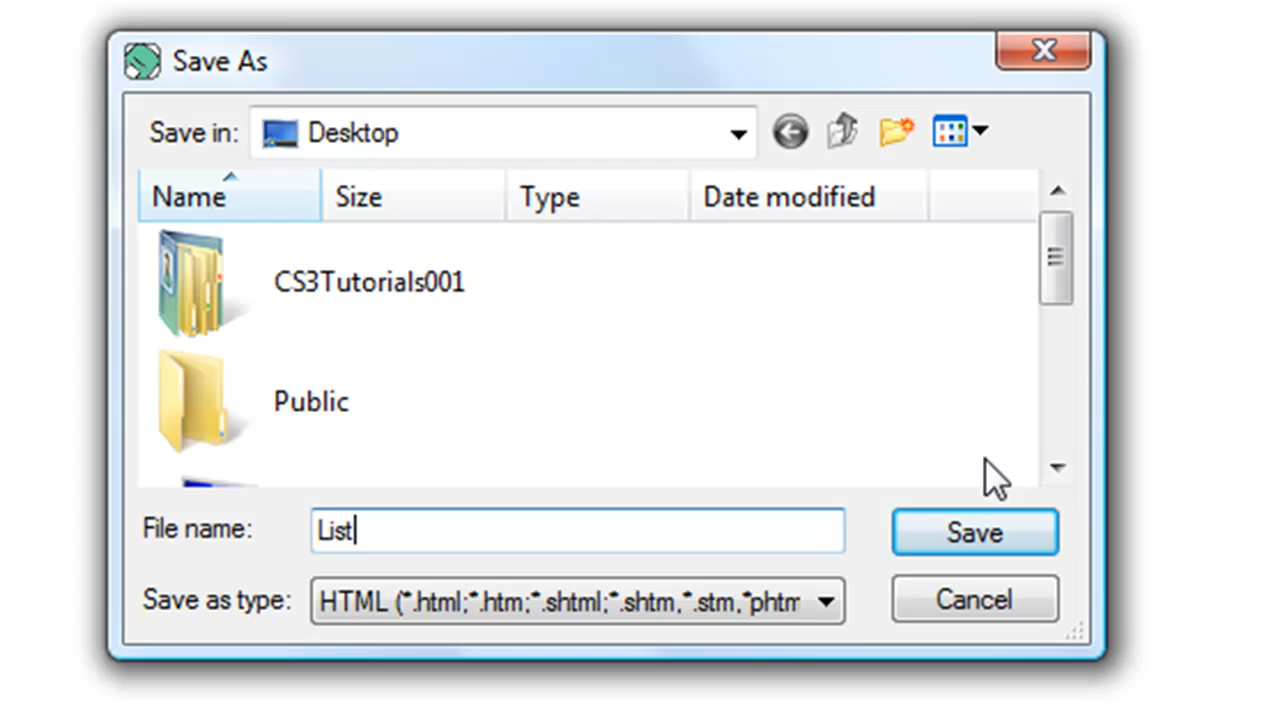 Save As
Save in: Desktop
Name Size Type Date modified
CS3Tutorials001
Public
File name: List Save
Save as type: HTML (*.html;*.htm;*.shtml;*.shtm,*.stm,*phtm Cancel